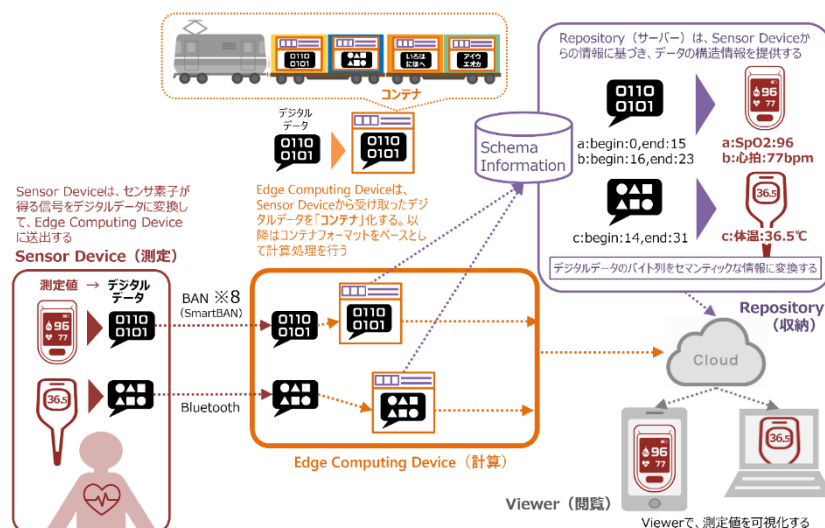 0110
0101
いろは
にほへ
アイウ
エオカ
コンテナ
デジタル
データ
0110
0101
0110
0101
Edge Computing Deviceは、
Sensor Deviceから受け取ったデジ
タルデータを「コンテナ」化する。以
降はコンテナフォーマットをベースとし
て計算処理を行う
Schema
Information
Repository（サーバー）は、Sensor Deviceか
らの情報に基づき、データの構造情報を提供する
0110
0101
96
77
a:begin:0,end:15
b:begin:16,end:23
a:SpO2:96
b:心拍:77bpm
36.5
c:begin:14,end:31
c:体温:36.5℃
デジタルデータのバイト列をセマンティックな情報に変換する
Repository
（収納）
Sensor Deviceは、センサ素子が
得る信号をデジタルデータに変換し
て、Edge Computing Device
に送出する
Sensor Device（測定）
測定値 → デジタル
データ
96
77
0110
0101
BAN ※8
(SmartBAN)
0110
0101
0110
0101
36.5
Bluetooth
Edge Computing Device（計算）
Cloud
96
77
36.5
Viewer（閲覧）
Viewerで、測定値を可視化する